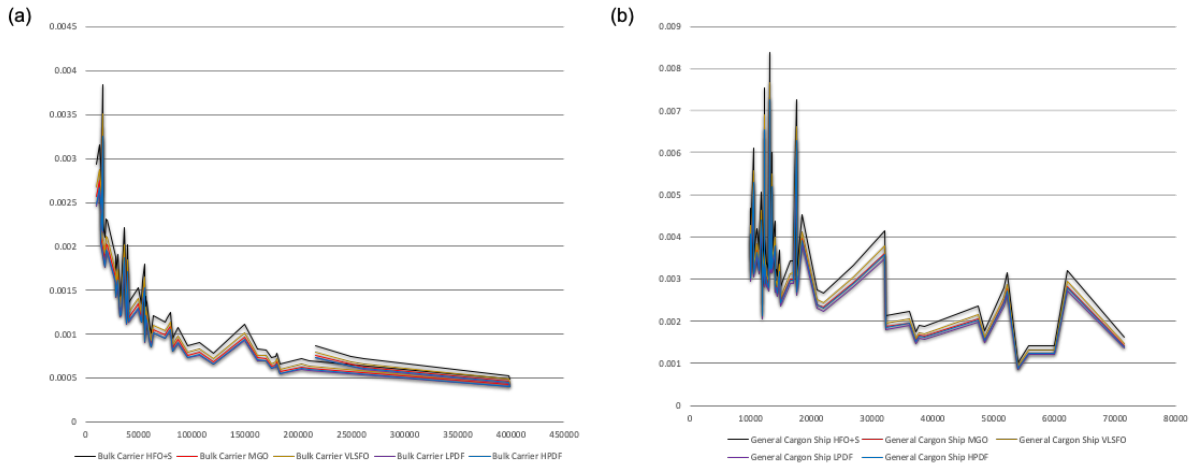 (a)
0.0045
0.004
0.0035
0.003
0.0025
0.002
0.0015
0.001
0.0005
0
0 50000 100000 150000 200000 250000 300000 350000 400000 450000
Bulk Carrier HFO+S Bulk Carrier MGO Bulk Carrier VLSFO Bulk Carrier LPDF Bulk Carrier HPDF
(b)
0.009
0.008
0.007
0.006
0.005
0.004
0.003
0.002
0.001
0
0 10000 20000 30000 40000 50000 60000 70000 80000
General Cargon Ship HFO+S General Cargon Ship MGO General Cargon Ship VLSFO
General Cargon Ship LPDF General Cargon Ship HPDF